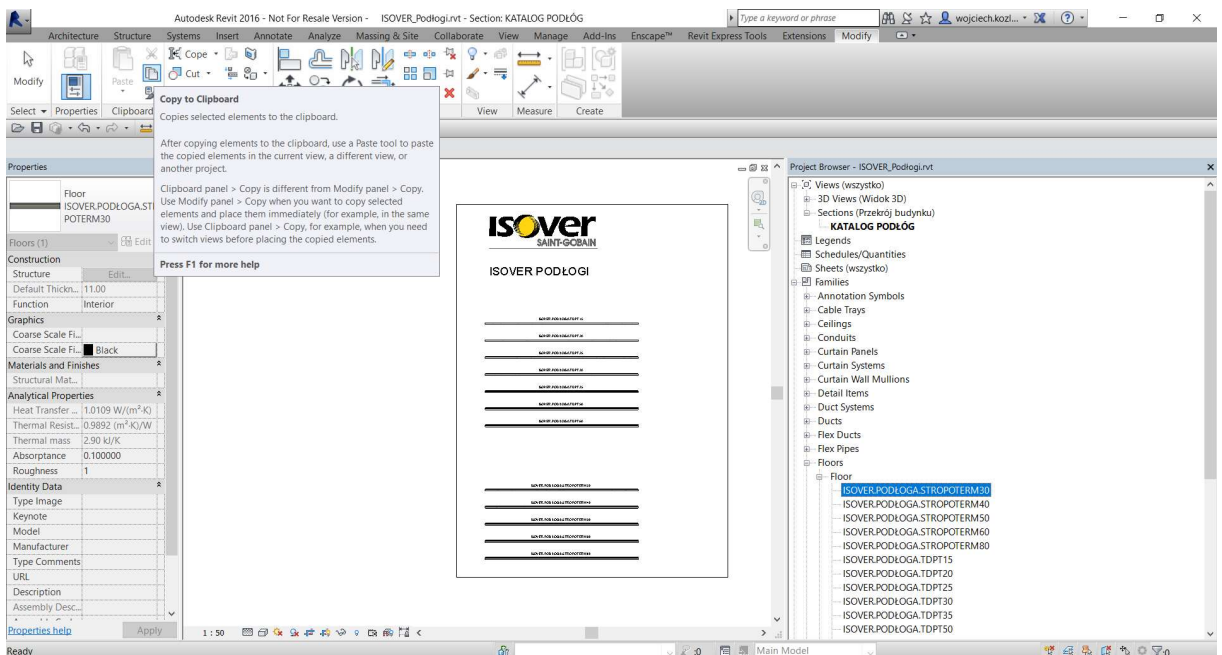 Autodesk Revit 2016 - Not For Resale Version - ISOVER_Podłogi.rvt - Section: KATALOG PODŁÓG
Type a keyword or phrase
wojciech.kozl...
Architecture Structure Systems Insert Annotate Analyze Massing & Site Collaborate View Manage Add-Ins Enscape™ Revit Express Tools Extensions Modify
Modify
Paste
Cope
Cut
Select Properties Clipboard View Measure Create
Copy to Clipboard
Copies selected elements to the clipboard.
After copying elements to the clipboard, use a Paste tool to paste
the copied elements in the current view, a different view, or
another project.
Clipboard panel > Copy is different from Modify panel > Copy.
Use Modify panel > Copy when you want to copy selected
elements and place them immediately (for example, in the same
view). Use Clipboard panel > Copy, for example, when you need
to switch views before placing the copied elements.
Press F1 for more help
Properties
Floor
ISOVER.PODŁOGA.ST
POTERM30
Floors (1) Edit
Construction
Structure Edit...
Default Thickn... 11.00
Function Interior
Graphics
Coarse Scale Fi...
Coarse Scale Fi... Black
Materials and Finishes
Structural Mat...
Analytical Properties
Heat Transfer ... 1.0109 W/(m²·K)
Thermal Resist... 0.9892 (m²·K)/W
Thermal mass 2.90 kJ/K
Absorptance 0.100000
Roughness 1
Identity Data
Type Image
Keynote
Model
Manufacturer
Type Comments
URL
Description
Assembly Desc...
Properties help Apply
Ready
isover
SAINT-GOBAIN
ISOVER PODŁOGI
1 : 50
:0 Main Model
:0
Project Browser - ISOVER_Podłogi.rvt
Views (wszystko)
3D Views (Widok 3D)
Sections (Przekrój budynku)
KATALOG PODŁÓG
Legends
Schedules/Quantities
Sheets (wszystko)
Families
Annotation Symbols
Cable Trays
Ceilings
Conduits
Curtain Panels
Curtain Systems
Curtain Wall Mullions
Detail Items
Duct Systems
Ducts
Flex Ducts
Flex Pipes
Floors
Floor
ISOVER.PODŁOGA.STROPOTERM30
ISOVER.PODŁOGA.STROPOTERM40
ISOVER.PODŁOGA.STROPOTERM50
ISOVER.PODŁOGA.STROPOTERM60
ISOVER.PODŁOGA.STROPOTERM80
ISOVER.PODŁOGA.TDPT15
ISOVER.PODŁOGA.TDPT20
ISOVER.PODŁOGA.TDPT25
ISOVER.PODŁOGA.TDPT30
ISOVER.PODŁOGA.TDPT35
ISOVER.PODŁOGA.TDPT50